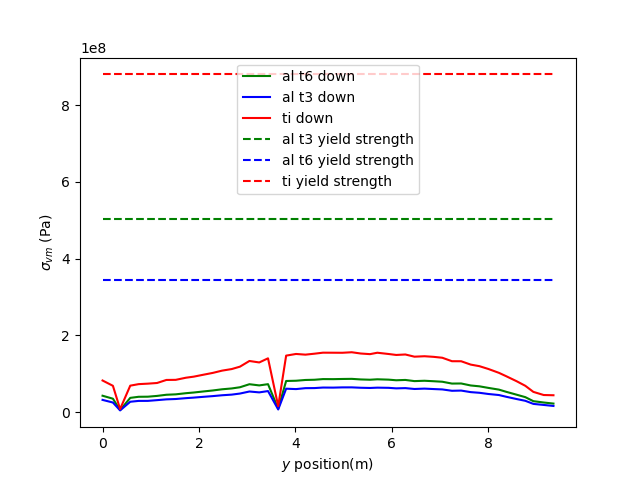 1e8
al t6 down
al t3 down
ti down
al t3 yield strength
al t6 yield strength
ti yield strength
8
6
4
2
0
σvm (Pa)
0 2 4 6 8
y position(m)